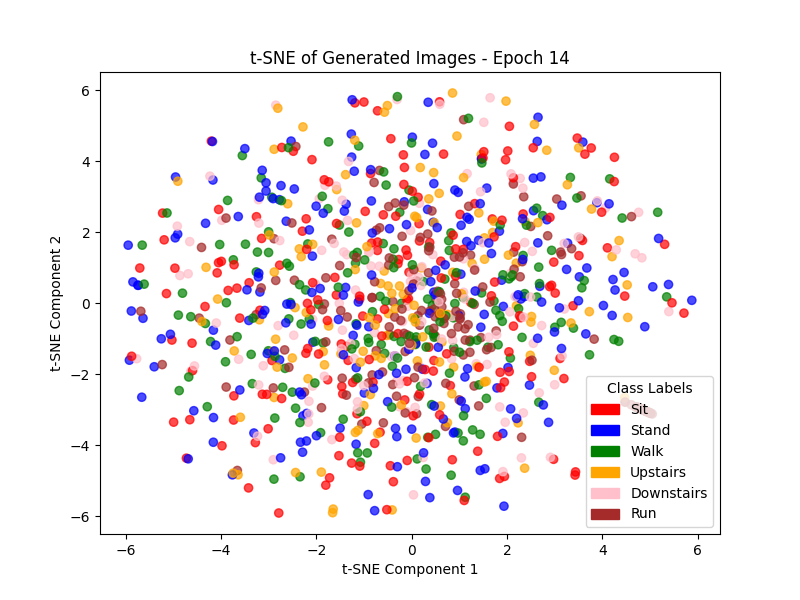 t-SNE of Generated Images - Epoch 14
t-SNE Component 2
6
4
2
0
−2
−4
−6
−6
−4
−2
0
2
4
6
t-SNE Component 1
Class Labels
Sit
Stand
Walk
Upstairs
Downstairs
Run